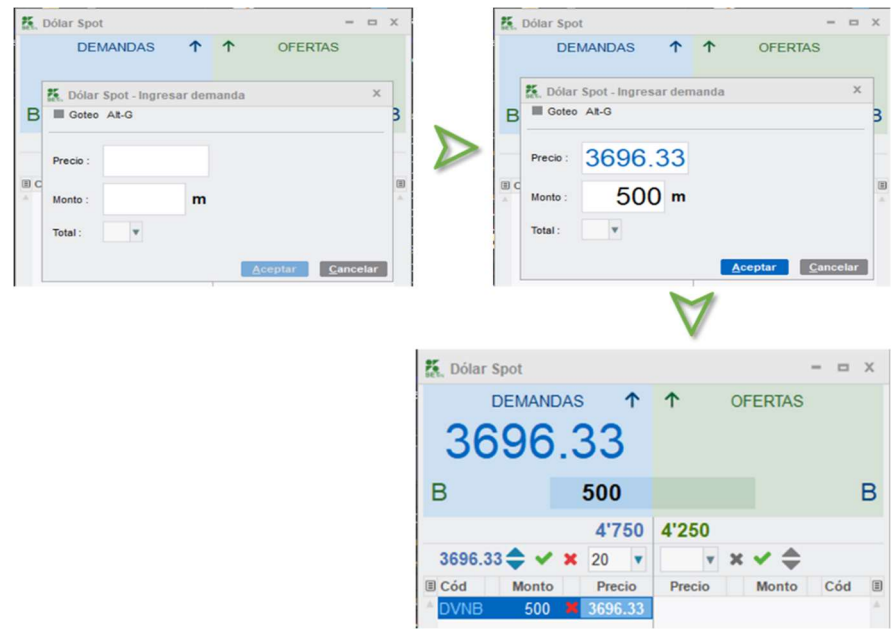 Dólar Spot
DEMANDAS OFERTAS
Dólar Spot - Ingresar demanda
B Goteo Alt-G B
Precio :
C
Monto : m
Total :
Aceptar Cancelar
Dólar Spot
DEMANDAS OFERTAS
Dólar Spot - Ingresar demanda
B Goteo Alt-G B
Precio : 3696.33
C
Monto : 500 m
Total :
Aceptar Cancelar
Dólar Spot
DEMANDAS OFERTAS
3696.33
B 500 B
4'750 4'250
3696.33 20
Cód Monto Precio Precio Monto Cód
DVNB 500 3696.33